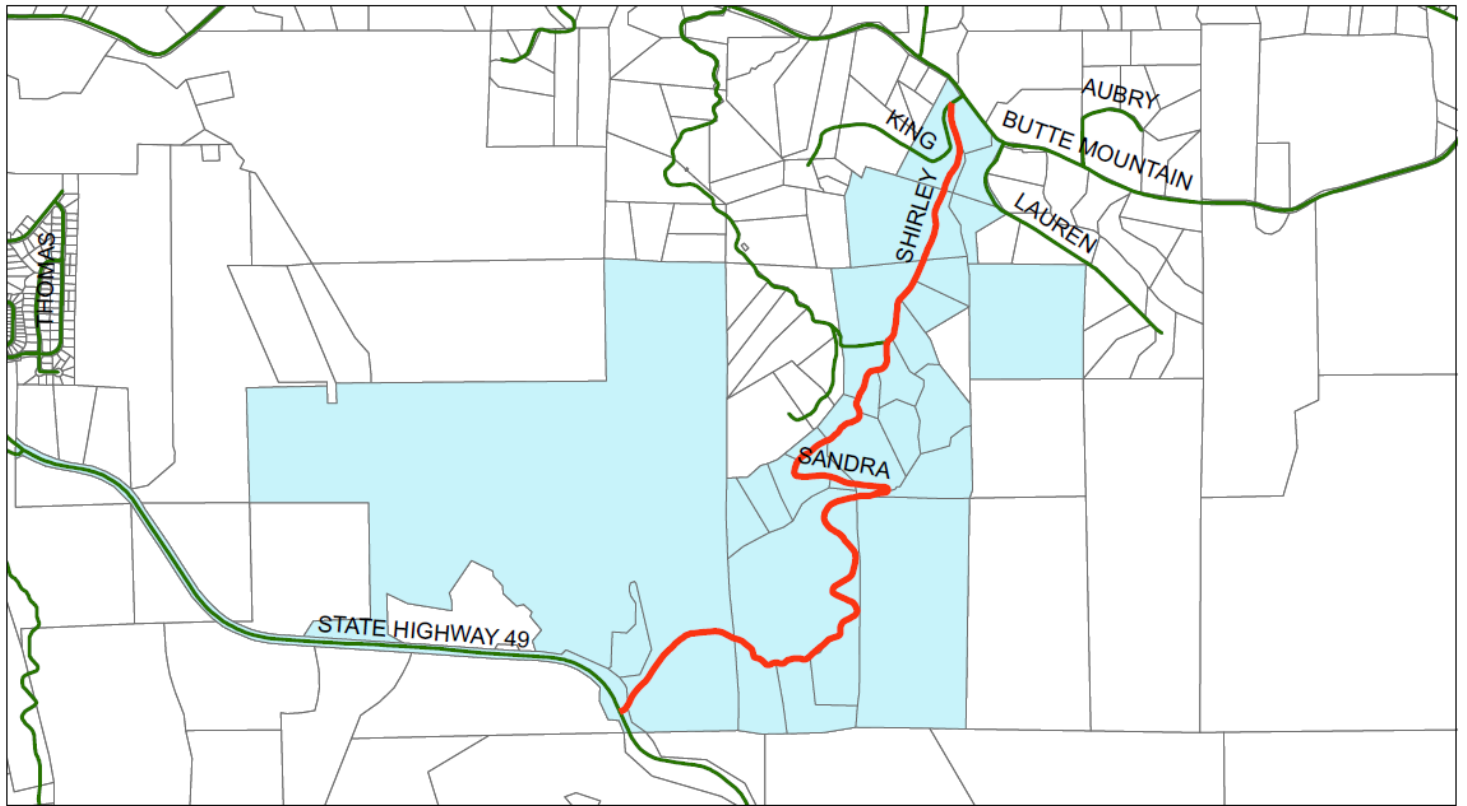 AUBRY
KING
BUTTE MOUNTAIN
SHIRLEY
LAUREN
THOMAS
SANDRA
STATE HIGHWAY 49